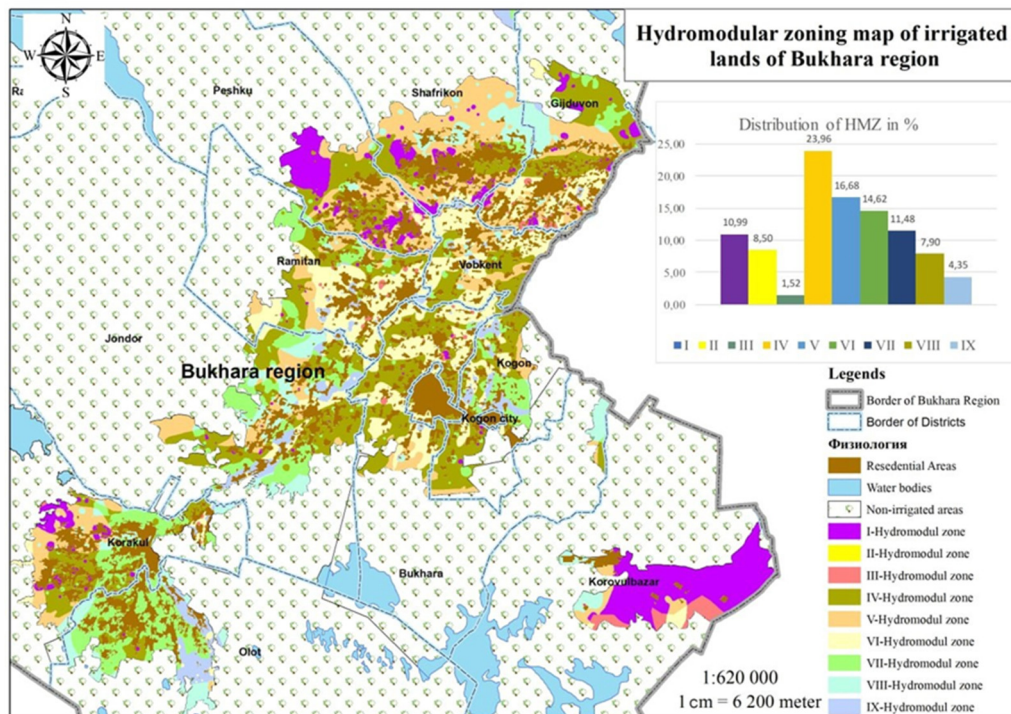 Hydromodular zoning map of irrigated
lands of Bukhara region
N
W E
S
Peshku
Shafrikon
Gijduvon
Ramitan
Vobkent
Jondor
Bukhara region
Kogon
Kogon city
Korakul
Bukhara
Korovulbazar
Olot
Distribution of HMZ in %
25,00
20,00
15,00
10,00
5,00
0,00
10,99
8,50
1,52
23,96
16,68
14,62
11,48
7,90
4,35
I II III IV V VI VII VIII IX
Legends
Border of Bukhara Region
Border of Districts
Физиология
Resedential Areas
Water bodies
Non-irrigated areas
I-Hydromodul zone
II-Hydromodul zone
III-Hydromodul zone
IV-Hydromodul zone
V-Hydromodul zone
VI-Hydromodul zone
VII-Hydromodul zone
VIII-Hydromodul zone
IX-Hydromodul zone
1:620 000
1 cm = 6 200 meter